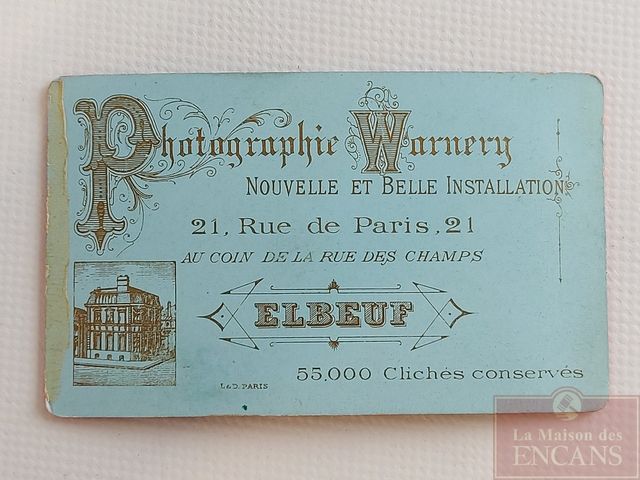 Photographie Warnery
NOUVELLE ET BELLE INSTALLATION
21, Rue de Paris, 21
AU COIN DE LA RUE DES CHAMPS
ELBEUF
55,000 Clichés conservés
L & D. PARIS
La Maison des
ENCANS